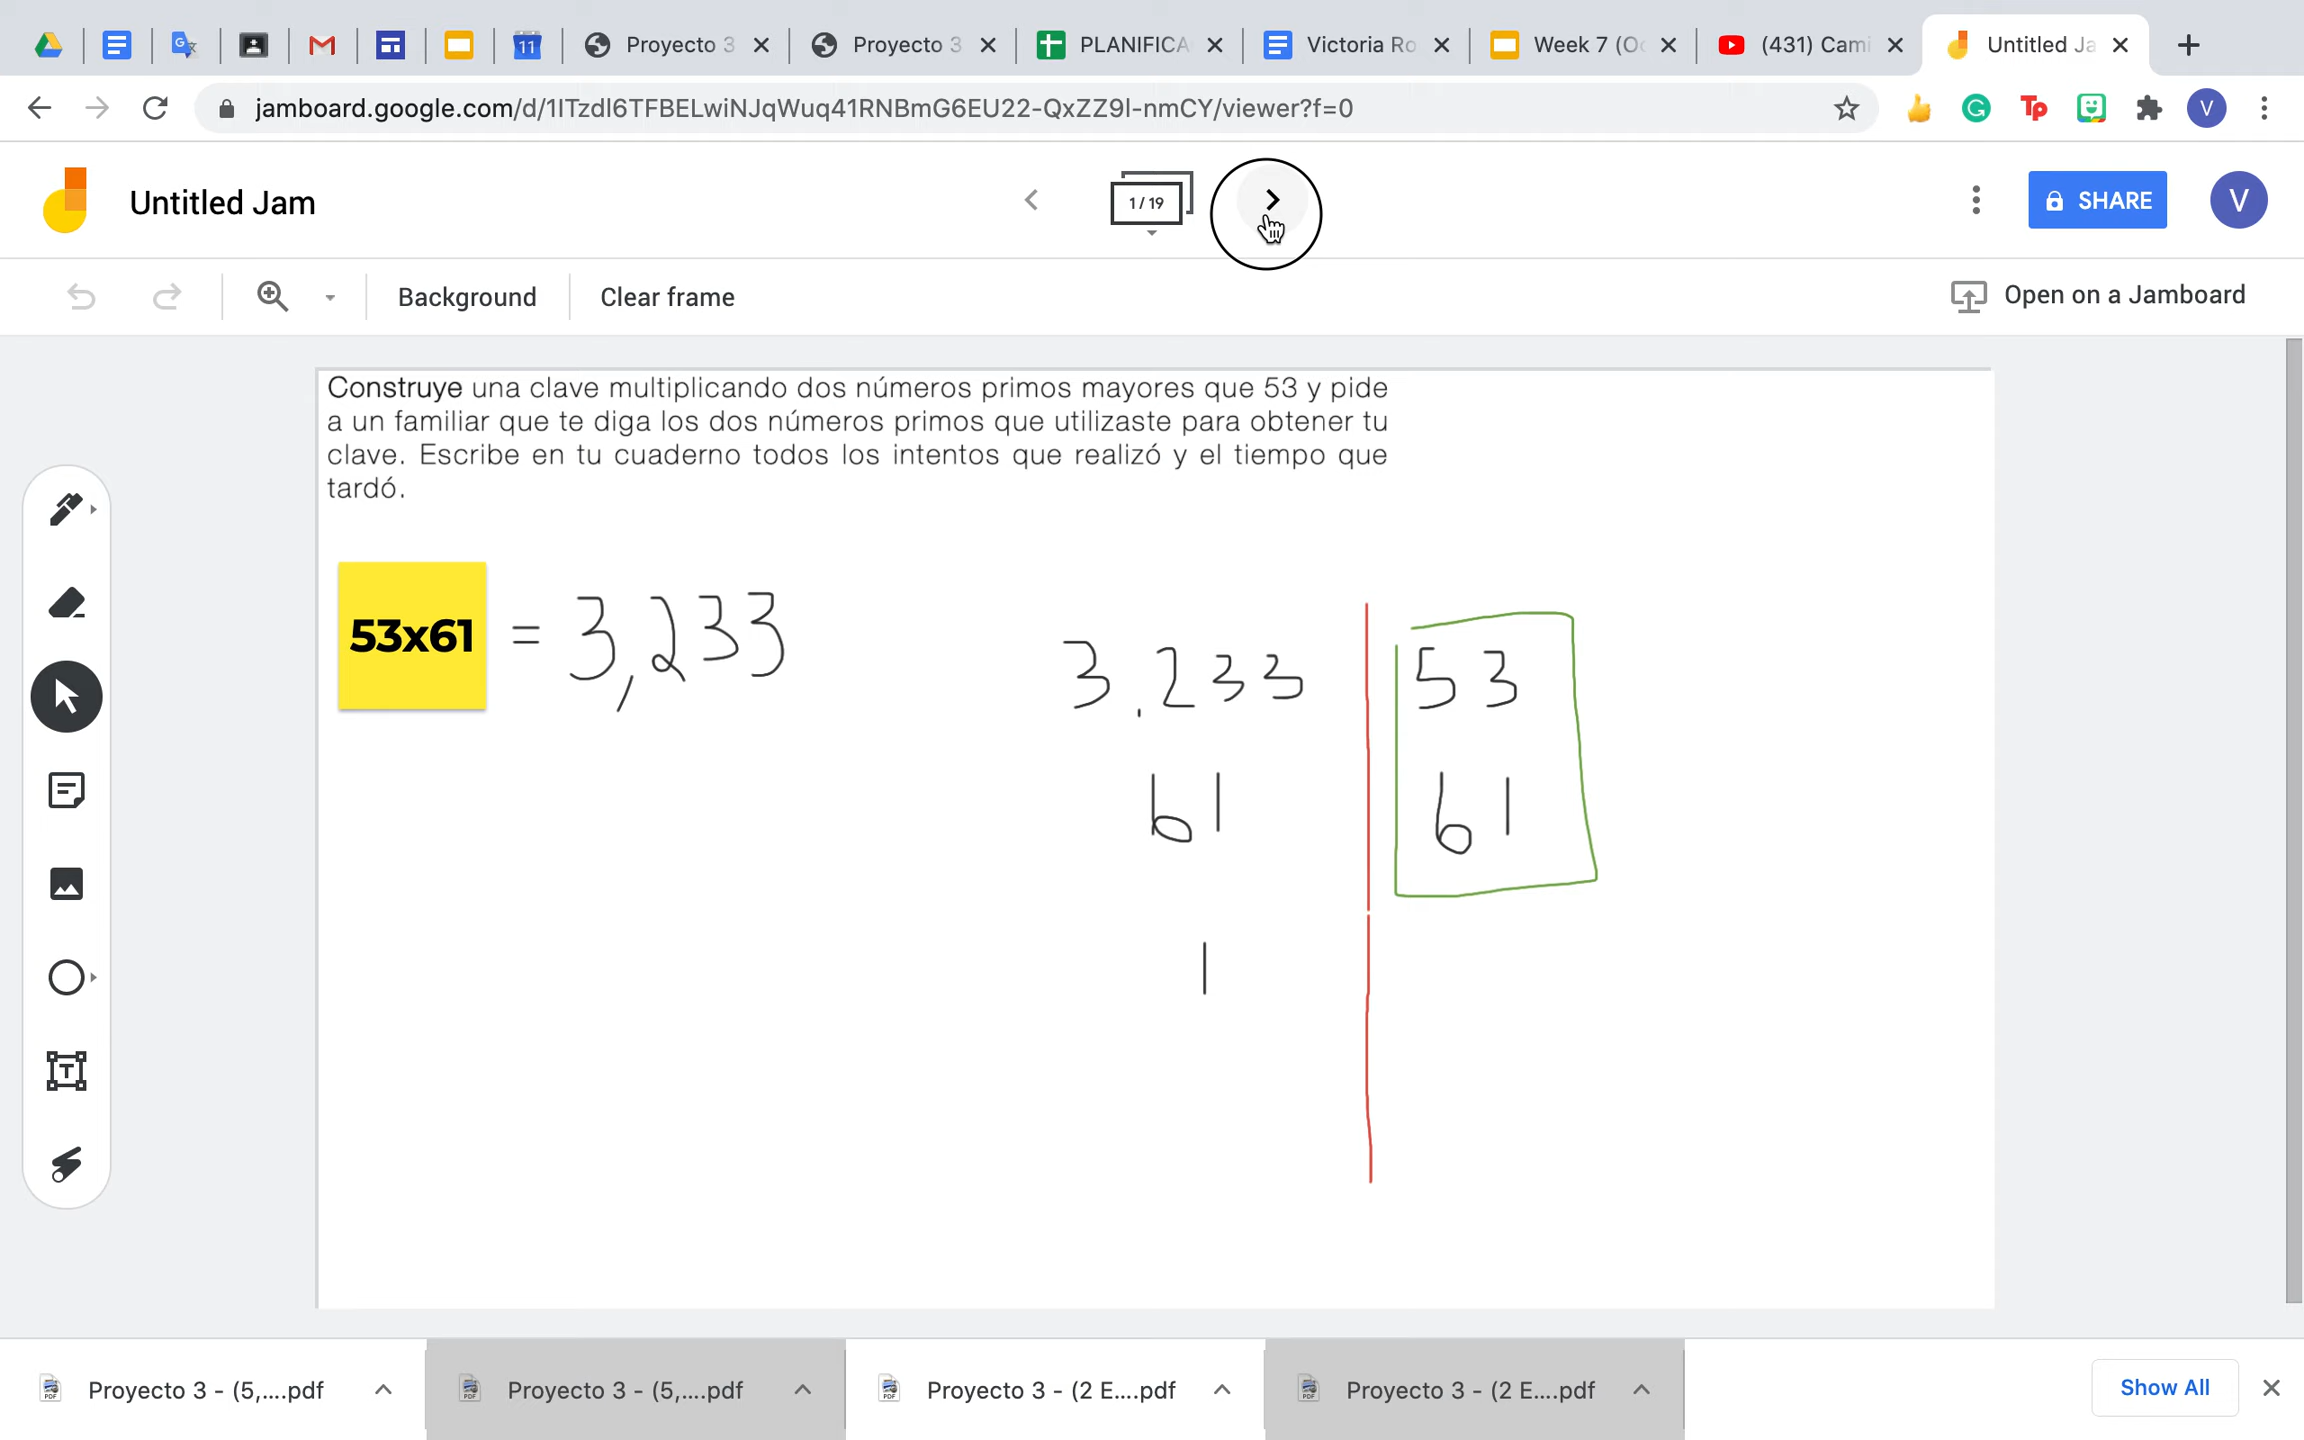 11
Proyecto 3
Proyecto 3
PLANIFICA
Victoria Ro
Week 7 (Oc
(431) Cami
Untitled Ja
jamboard.google.com/d/1ITzdI6TFBELwiNJqWuq41RNBmG6EU22-QxZZ9I-nmCY/viewer?f=0
G
Tp
V
Untitled Jam
1 / 19
SHARE
V
Background
Clear frame
Open on a Jamboard
Construye una clave multiplicando dos números primos mayores que 53 y pide
a un familiar que te diga los dos números primos que utilizaste para obtener tu
clave. Escribe en tu cuaderno todos los intentos que realizó y el tiempo que
tardó.
53x61 = 3,233
3.233 53
61 61
1
Proyecto 3 - (5,....pdf
Proyecto 3 - (5,....pdf
Proyecto 3 - (2 E....pdf
Proyecto 3 - (2 E....pdf
Show All